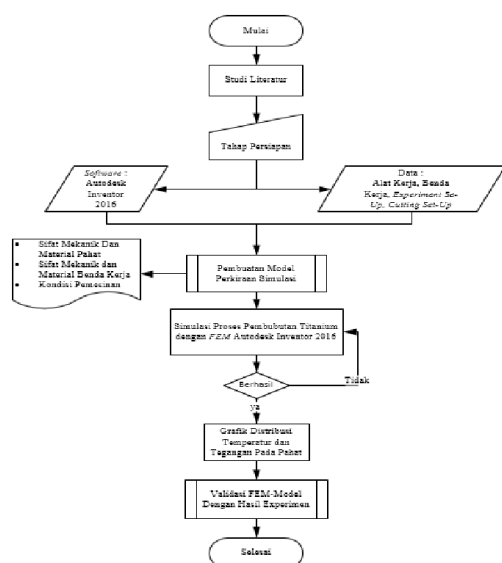 Mulai
Studi Literatur
Tahap Persiapan
Software :
Autodesk
Inventor
2016
Data :
Alat Kerja, Benda
Kerja, Experiment Se-
Up, Cutting Set-Up
• Sifat Mekanik Dan
Material Pahat
• Sifat Mekanik dan
Material Benda Kerja
• Kondisi Pemesinan
Pembuatan Model
Perkiraan Simulasi
Simulasi Proses Pembubutan Titanium
dengan FEM Autodesk Inventor 2016
Berhasil
Tidak
ya
Grafik Distribusi
Temperatur dan
Tegangan Pada Pahat
Validasi FEM-Model
Dengan Hasil Experimen
Selesai